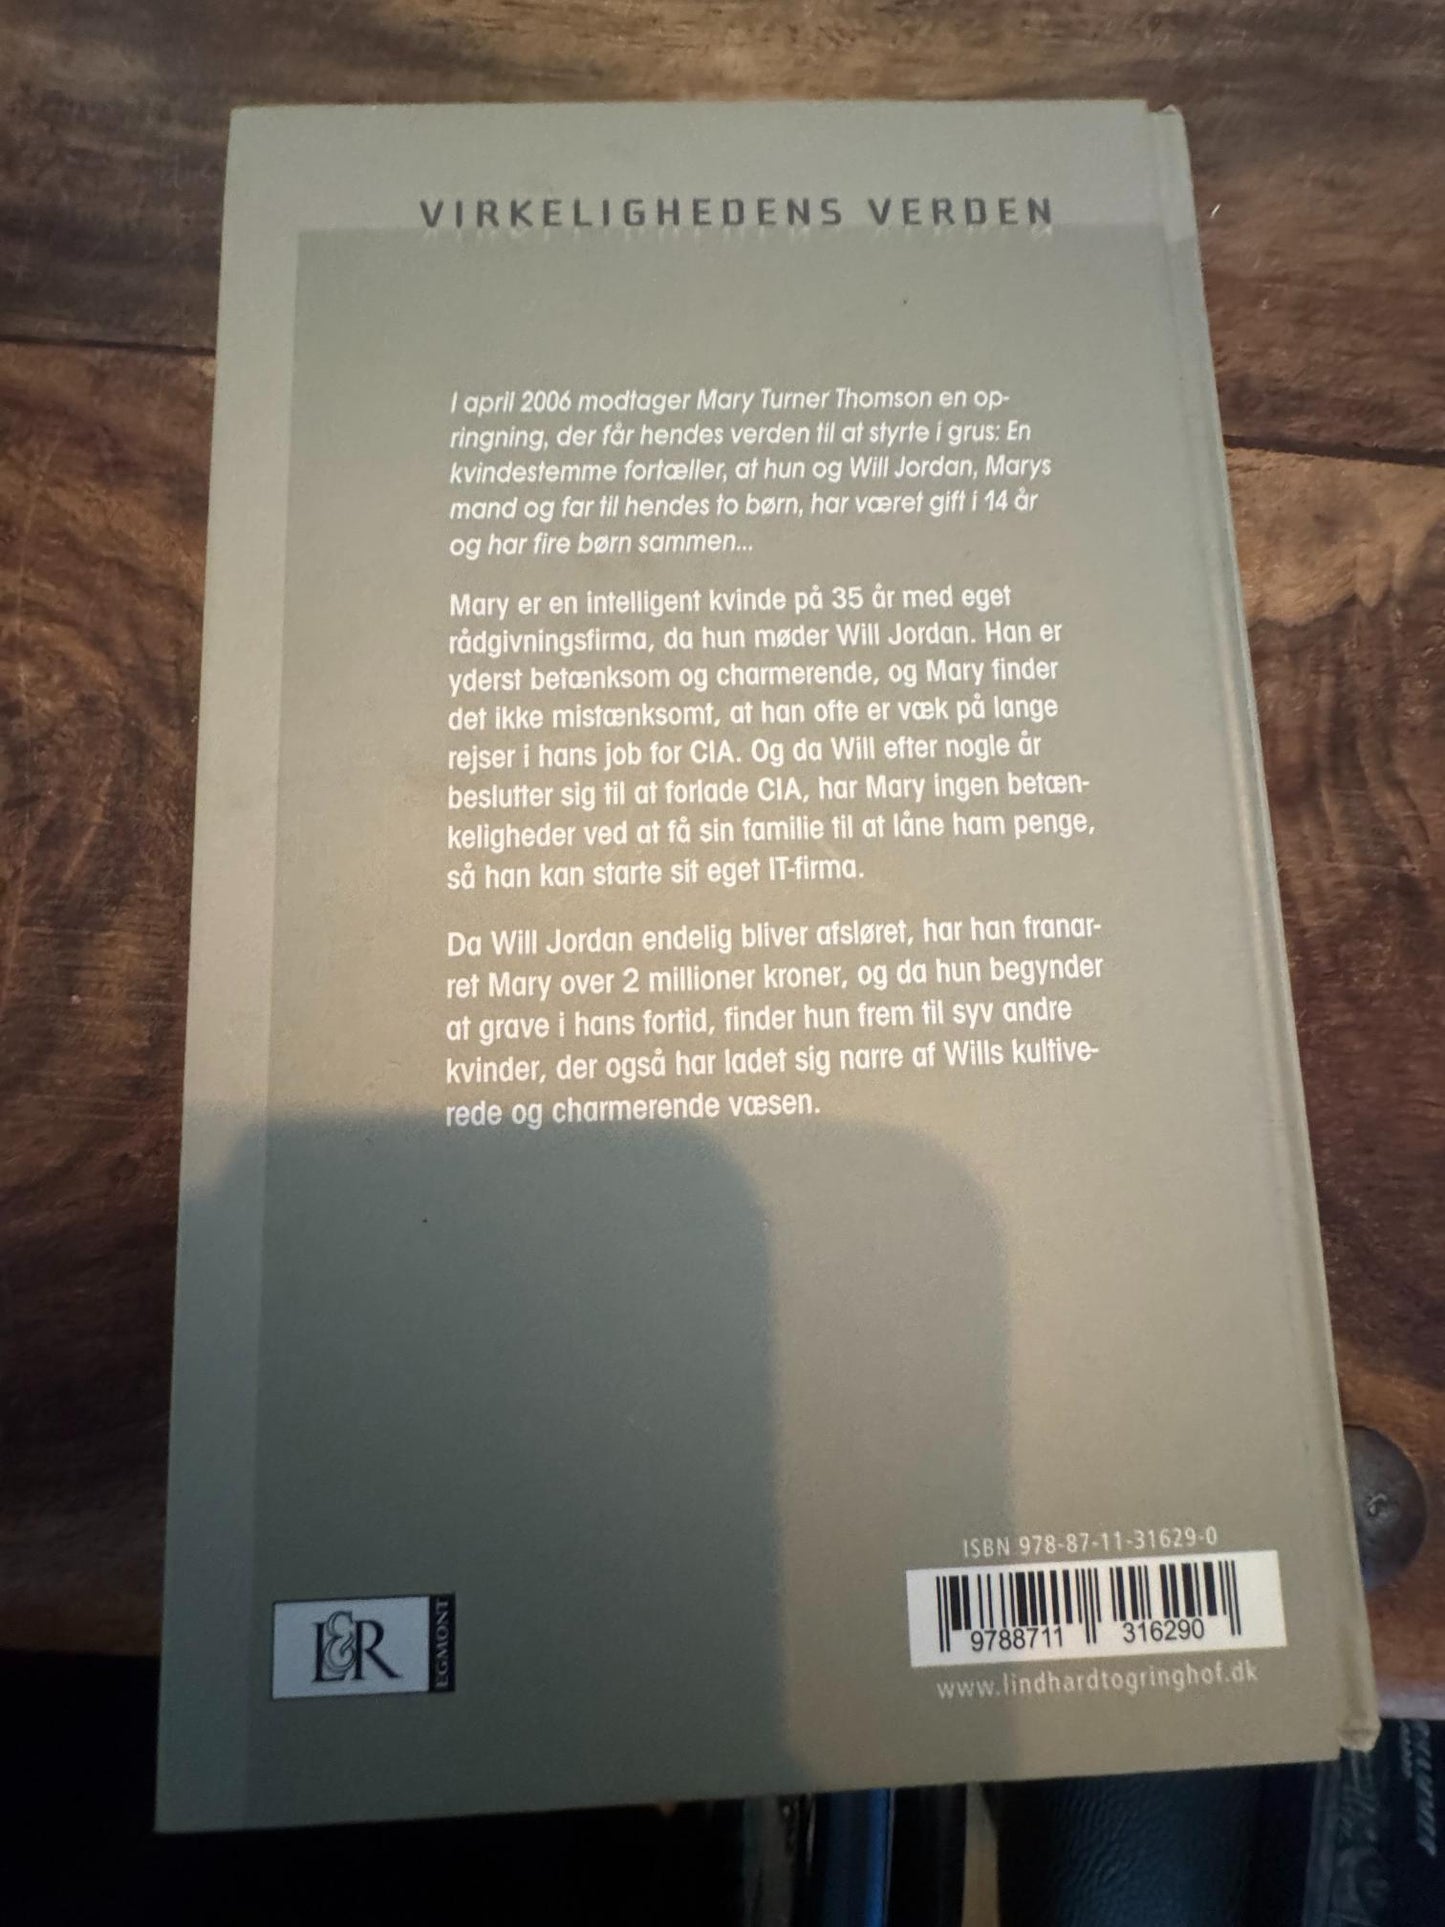 VIRKELIGHEDENS VERDEN
I april 2006 modtager Mary Turner Thomson en op-
ringning, der får hendes verden til at styrte i grus: En
kvindestemme fortæller, at hun og Will Jordan, Marys
mand og far til hendes to børn, har været gift i 14 år
og har fire børn sammen...
Mary er en intelligent kvinde på 35 år med eget
rådgivningsfirma, da hun møder Will Jordan. Han er
yderst betænksom og charmerende, og Mary finder
det ikke mistænksomt, at han ofte er væk på lange
rejser i hans job for CIA. Og da Will efter nogle år
beslutter sig til at forlade CIA, har Mary ingen betæn-
keligheder ved at få sin familie til at låne ham penge,
så han kan starte sit eget IT-firma.
Da Will Jordan endelig bliver afsløret, har han franar-
ret Mary over 2 millioner kroner, og da hun begynder
at grave i hans fortid, finder hun frem til syv andre
kvinder, der også har ladet sig narre af Wills kultive-
rede og charmerende væsen.
ISBN 978-87-11-31629-0
9788711 316290
www.lindhardtogringhof.dk
L&R
EGMONT